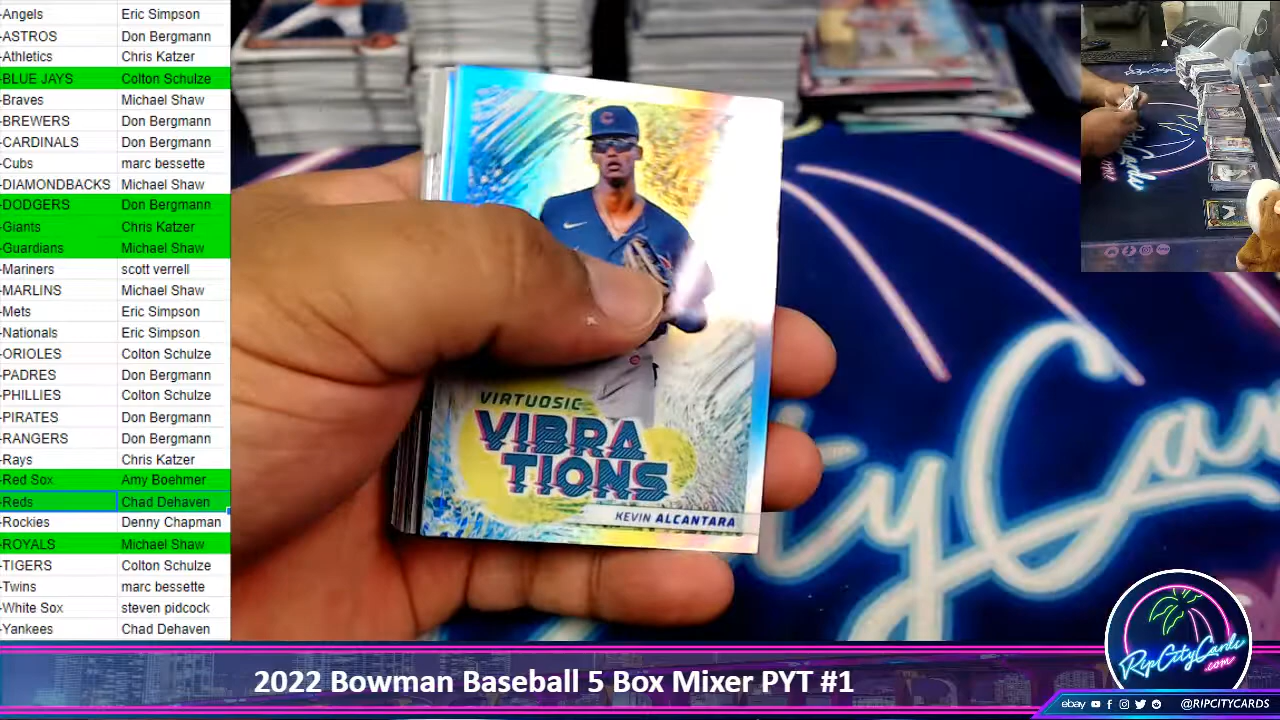 -Angels Eric Simpson
-ASTROS Don Bergmann
-Athletics Chris Katzer
-BLUE JAYS Colton Schulze
-Braves Michael Shaw
-BREWERS Don Bergmann
-CARDINALS Don Bergmann
-Cubs marc bessette
-DIAMONDBACKS Michael Shaw
-DODGERS Don Bergmann
-Giants Chris Katzer
-Guardians Michael Shaw
-Mariners scott verrell
-MARLINS Michael Shaw
-Mets Eric Simpson
-Nationals Eric Simpson
-ORIOLES Colton Schulze
-PADRES Don Bergmann
-PHILLIES Colton Schulze
-PIRATES Don Bergmann
-RANGERS Don Bergmann
-Rays Chris Katzer
-Red Sox Amy Boehmer
-Reds Chad Dehaven
-Rockies Denny Chapman
-ROYALS Michael Shaw
-TIGERS Colton Schulze
-Twins marc bessette
-White Sox steven pidcock
-Yankees Chad Dehaven
C
VIRTUOSIC
VIBRA
TIONS
KEVIN ALCANTARA
RipCityCards
.com
2022 Bowman Baseball 5 Box Mixer PYT #1
ebay @RIPCITYCARDS